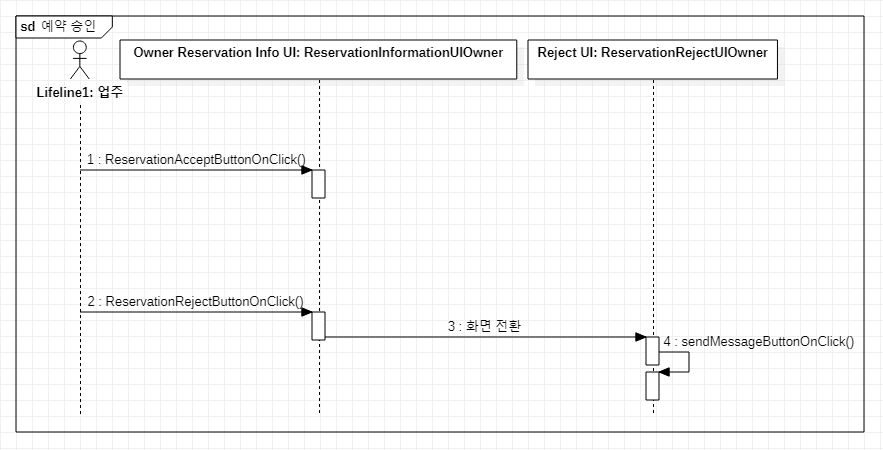 sd 예약 승인
Owner Reservation Info UI: ReservationInformationUIOwner
Reject UI: ReservationRejectUIOwner
Lifeline1: 업주
1 : ReservationAcceptButtonOnClick()
2 : ReservationRejectButtonOnClick()
3 : 화면 전환
4 : sendMessageButtonOnClick()